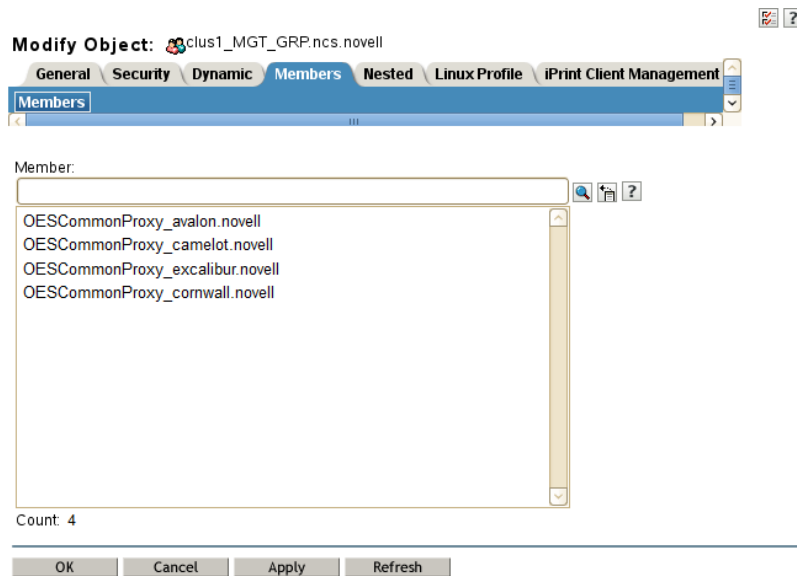 ?
Modify Object: clus1_MGT_GRP.ncs.novell
General Security Dynamic Members Nested Linux Profile iPrint Client Management
Members
Member:
?
OESCommonProxy_avalon.novell
OESCommonProxy_camelot.novell
OESCommonProxy_excalibur.novell
OESCommonProxy_cornwall.novell
Count: 4
OK Cancel Apply Refresh